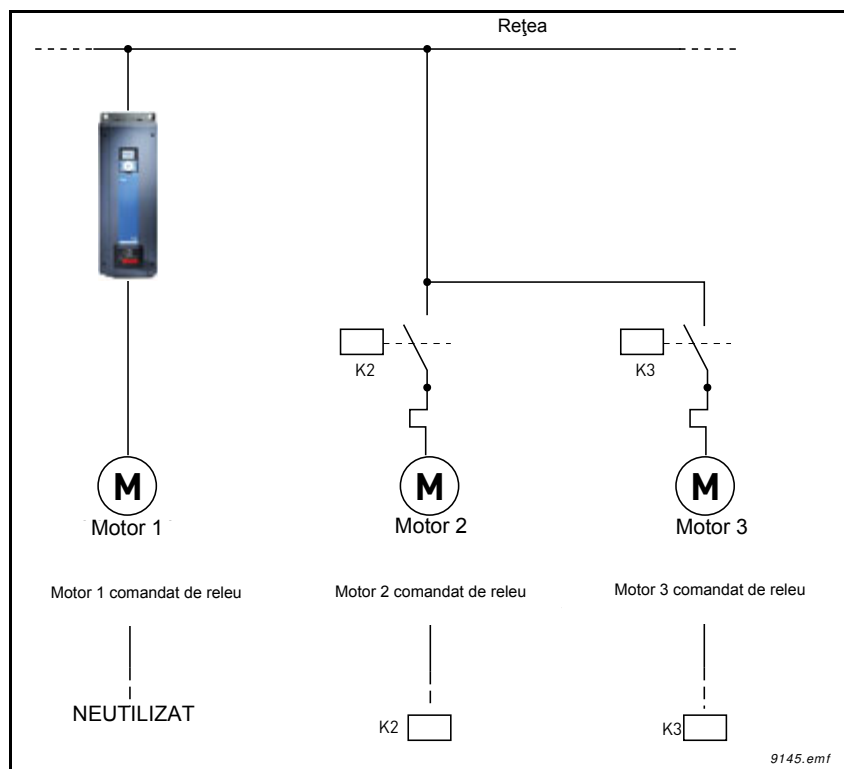 Reţea
K2
K3
M
M
M
Motor 1
Motor 2
Motor 3
Motor 1 comandat de releu
Motor 2 comandat de releu
Motor 3 comandat de releu
NEUTILIZAT
K2
K3
9145.emf